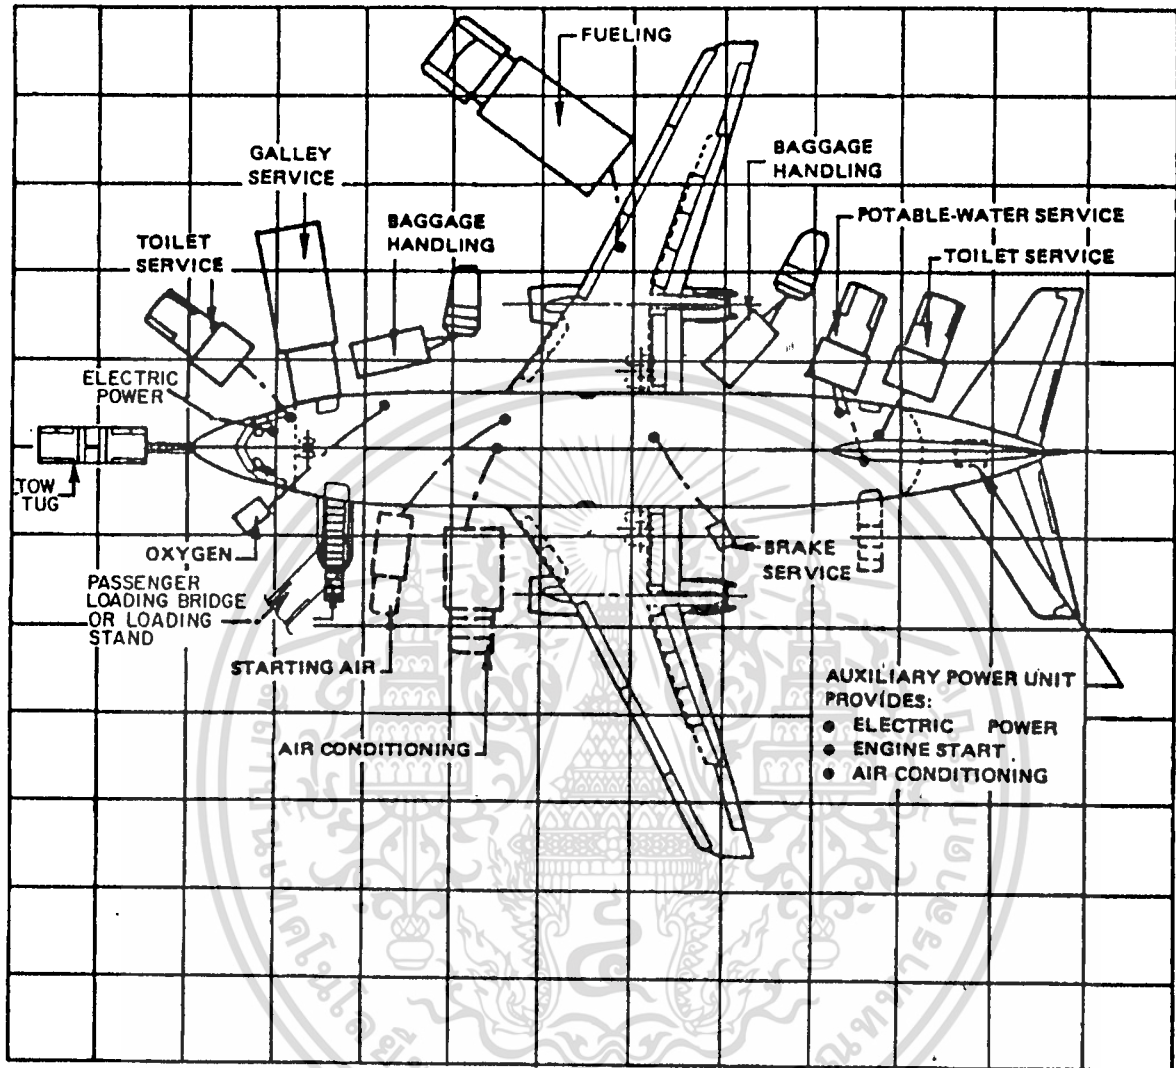 FUELING
GALLEY
SERVICE
BAGGAGE
HANDLING
TOILET
SERVICE
BAGGAGE
HANDLING
POTABLE-WATER SERVICE
TOILET SERVICE
ELECTRIC
POWER
TOW
TUG
OXYGEN
PASSENGER
LOADING BRIDGE
OR LOADING
STAND
STARTING AIR
AIR CONDITIONING
BRAKE
SERVICE
AUXILIARY POWER UNIT
PROVIDES:
● ELECTRIC POWER
● ENGINE START
● AIR CONDITIONING